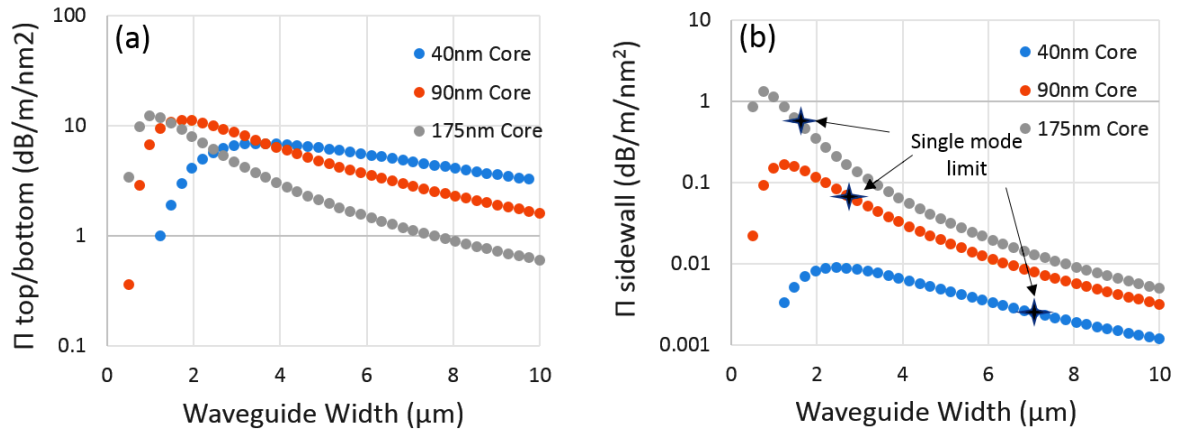 (a)
Π top/bottom (dB/m/nm2)
100
10
1
0.1
40nm Core
90nm Core
175nm Core
0 2 4 6 8 10
Waveguide Width (μm)
(b)
Π sidewall (dB/m/nm²)
10
1
0.1
0.01
0.001
40nm Core
90nm Core
175nm Core
Single mode
limit
0 2 4 6 8 10
Waveguide Width (μm)